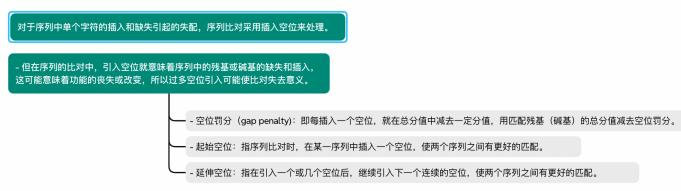 对于序列中单个字符的插入和缺失引起的失配，序列比对采用插入空位来处理。
- 但在序列的比对中，引入空位就意味着序列中的残基或碱基的缺失和插入，
这可能意味着功能的丧失或改变，所以过多空位引入可能使比对失去意义。
- 空位罚分（gap penalty）：即每插入一个空位，就在总分值中减去一定分值，用匹配残基（碱基）的总分值减去空位罚分。
- 起始空位：指序列比对时，在某一序列中插入一个空位，使两个序列之间有更好的匹配。
- 延伸空位：指在引入一个或几个空位后，继续引入下一个连续的空位，使两个序列之间有更好的匹配。